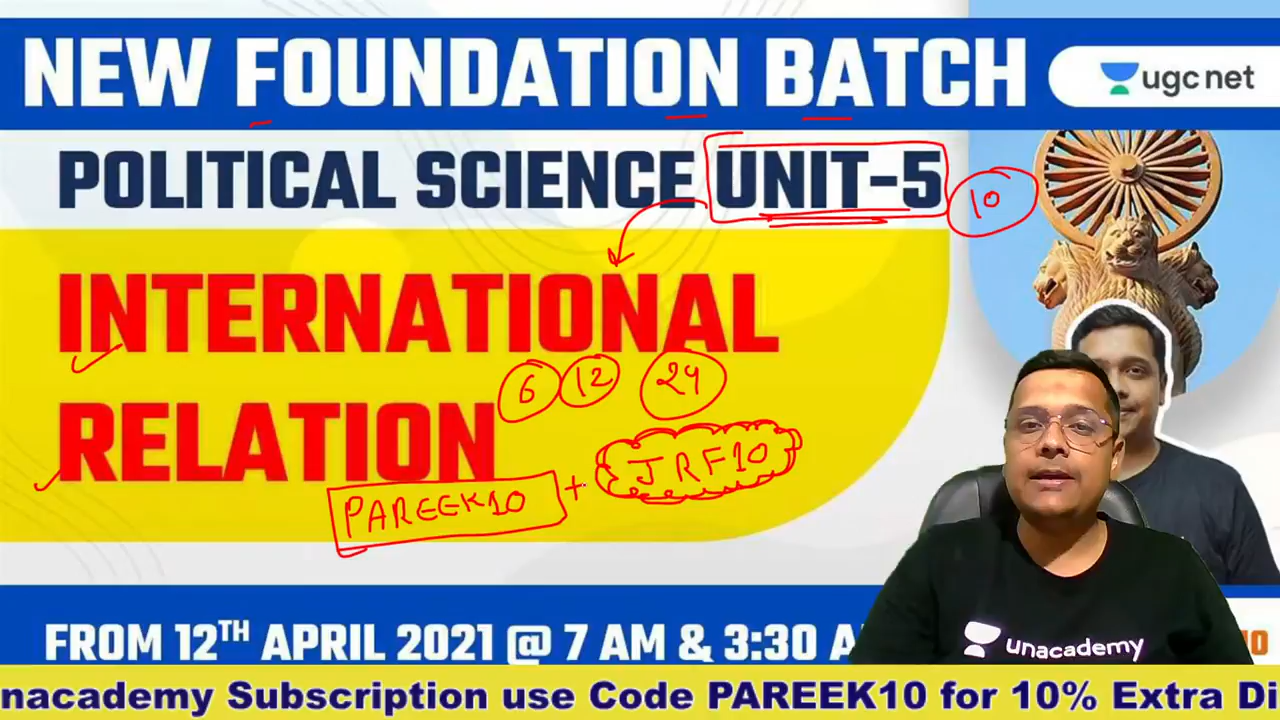 NEW FOUNDATION BATCH
ugc net
POLITICAL SCIENCE UNIT-5
10
INTERNATIONAL
6 12 24
RELATION
PAREEK10 + JRF10
FROM 12TH APRIL 2021 @ 7 AM & 3:30 A
unacademy
nacademy Subscription use Code PAREEK10 for 10% Extra Di